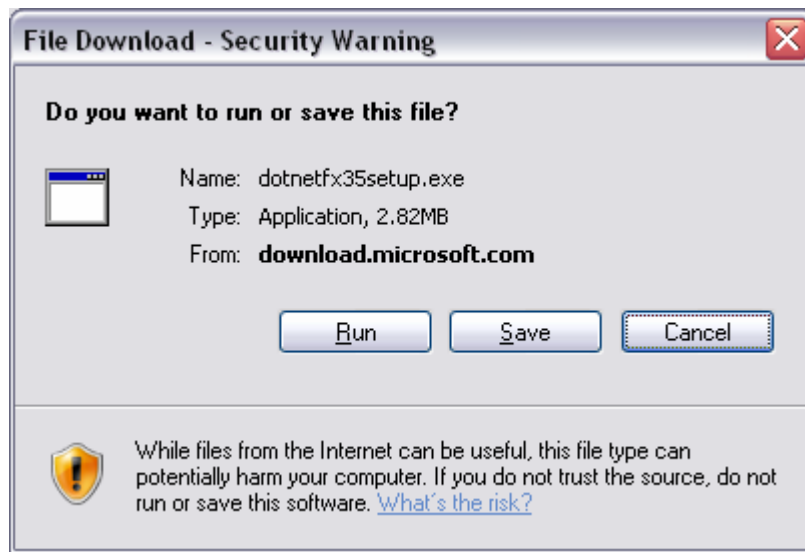 File Download - Security Warning
Do you want to run or save this file?
Name: dotnetfx35setup.exe
Type: Application, 2.82MB
From: download.microsoft.com
Run Save Cancel
While files from the Internet can be useful, this file type can
potentially harm your computer. If you do not trust the source, do not
run or save this software. What's the risk?